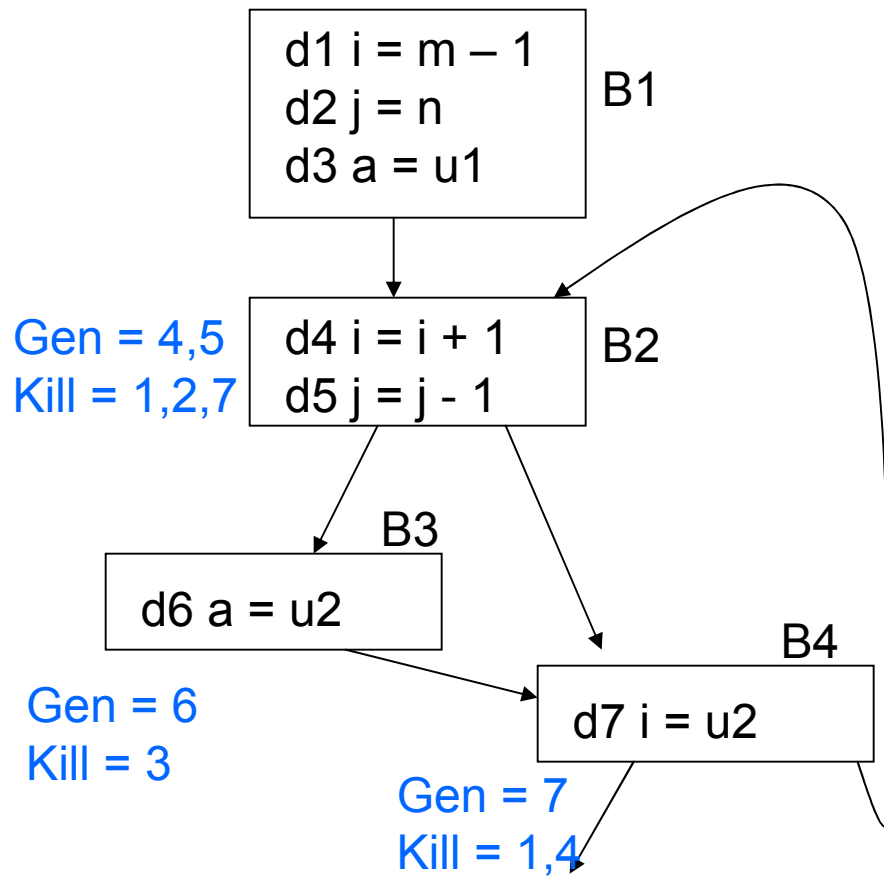 d1 i = m – 1
d2 j = n
d3 a = u1
B1
Gen = 4,5
Kill = 1,2,7
d4 i = i + 1
d5 j = j - 1
B2
B3
d6 a = u2
Gen = 6
Kill = 3
B4
d7 i = u2
Gen = 7
Kill = 1,4